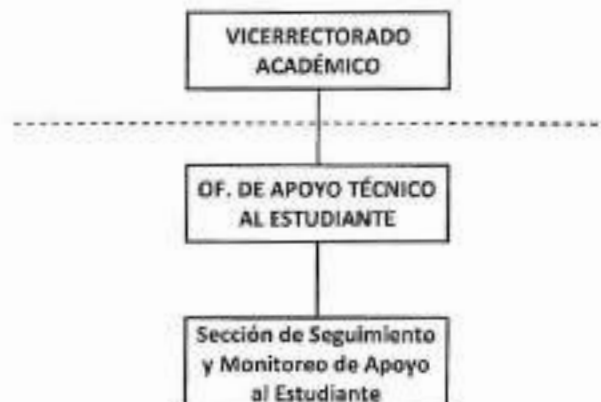 VICERRECTORADO
ACADÉMICO
OF. DE APOYO TÉCNICO
AL ESTUDIANTE
Sección de Seguimiento
y Monitoreo de Apoyo
al Estudiante